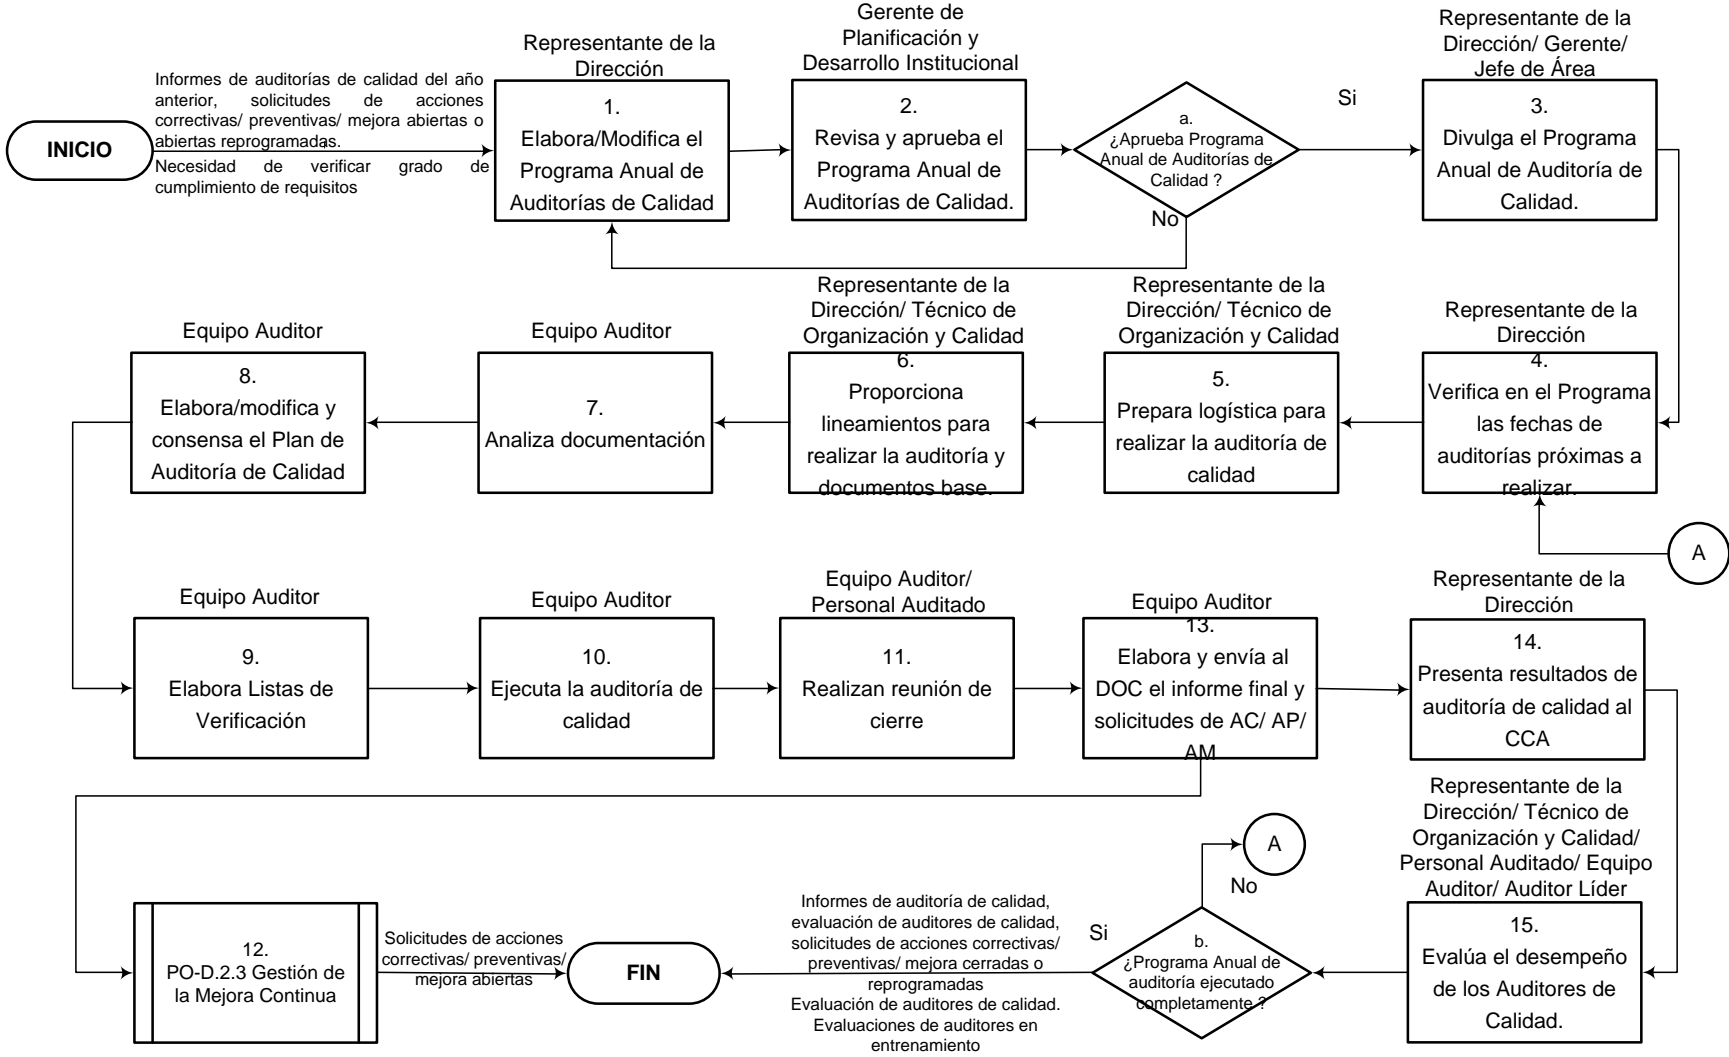 INICIO
Informes de auditorías de calidad del año
anterior, solicitudes de acciones
correctivas/ preventivas/ mejora abiertas o
abiertas reprogramadas.
Necesidad de verificar grado de
cumplimiento de requisitos
Representante de la
Dirección
1.
Elabora/Modifica el
Programa Anual de
Auditorías de Calidad
Gerente de
Planificación y
Desarrollo Institucional
2.
Revisa y aprueba el
Programa Anual de
Auditorías de Calidad.
a.
¿Aprueba Programa
Anual de Auditorías de
Calidad ?
Si
No
Representante de la
Dirección/ Gerente/
Jefe de Área
3.
Divulga el Programa
Anual de Auditoría de
Calidad.
Representante de la
Dirección
4.
Verifica en el Programa
las fechas de
auditorías próximas a
realizar.
A
Representante de la
Dirección/ Técnico de
Organización y Calidad
5.
Prepara logística para
realizar la auditoría de
calidad
Representante de la
Dirección/ Técnico de
Organización y Calidad
6.
Proporciona
lineamientos para
realizar la auditoría y
documentos base.
Equipo Auditor
7.
Analiza documentación
Equipo Auditor
8.
Elabora/modifica y
consensa el Plan de
Auditoría de Calidad
Equipo Auditor
9.
Elabora Listas de
Verificación
Equipo Auditor
10.
Ejecuta la auditoría de
calidad
Equipo Auditor/
Personal Auditado
11.
Realizan reunión de
cierre
Equipo Auditor
13.
Elabora y envía al
DOC el informe final y
solicitudes de AC/ AP/
AM
Representante de la
Dirección
14.
Presenta resultados de
auditoría de calidad al
CCA
Representante de la
Dirección/ Técnico de
Organización y Calidad/
Personal Auditado/ Equipo
Auditor/ Auditor Líder
15.
Evalúa el desempeño
de los Auditores de
Calidad.
b.
¿Programa Anual de
auditoría ejecutado
completamente ?
No
A
Si
Informes de auditoría de calidad,
evaluación de auditores de calidad,
solicitudes de acciones correctivas/
preventivas/ mejora cerradas o
reprogramadas
Evaluación de auditores de calidad.
Evaluaciones de auditores en
entrenamiento
12.
PO-D.2.3 Gestión de
la Mejora Continua
Solicitudes de acciones
correctivas/ preventivas/
mejora abiertas
FIN